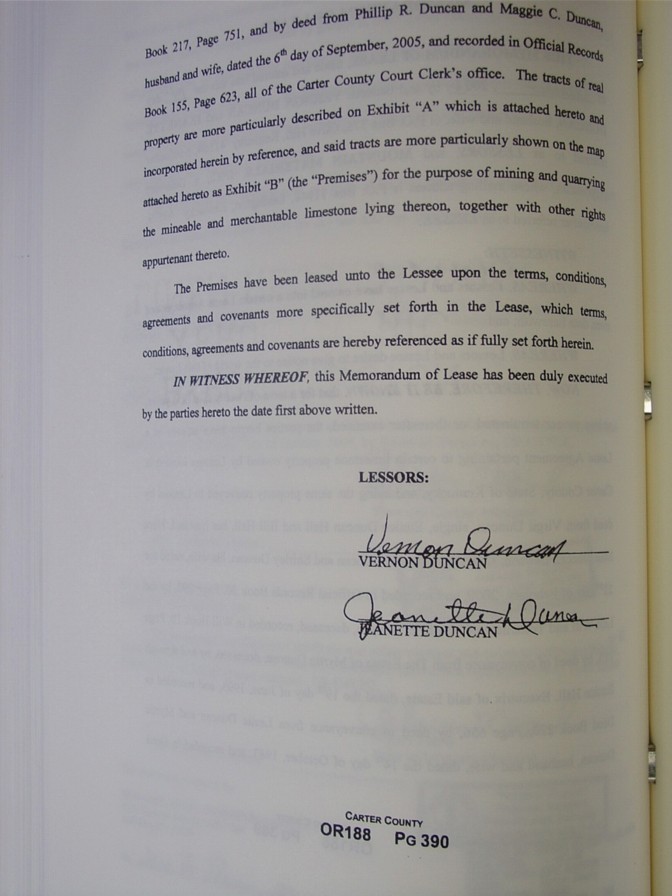 Book 217, Page 751, and by deed from Phillip R. Duncan and Maggie C. Duncan,
husband and wife, dated the 6th day of September, 2005, and recorded in Official Records
Book 155, Page 623, all of the Carter County Court Clerk's office. The tracts of real
property are more particularly described on Exhibit "A" which is attached hereto and
incorporated herein by reference, and said tracts are more particularly shown on the map
attached hereto as Exhibit "B" (the "Premises") for the purpose of mining and quarrying
the mineable and merchantable limestone lying thereon, together with other rights
appurtenant thereto.
The Premises have been leased unto the Lessee upon the terms, conditions,
agreements and covenants more specifically set forth in the Lease, which terms,
conditions, agreements and covenants are hereby referenced as if fully set forth herein.
IN WITNESS WHEREOF, this Memorandum of Lease has been duly executed
by the parties hereto the date first above written.
LESSORS:
Vernon Duncan
VERNON DUNCAN
Jeanette Duncan
JEANETTE DUNCAN
CARTER COUNTY
OR188 PG 390